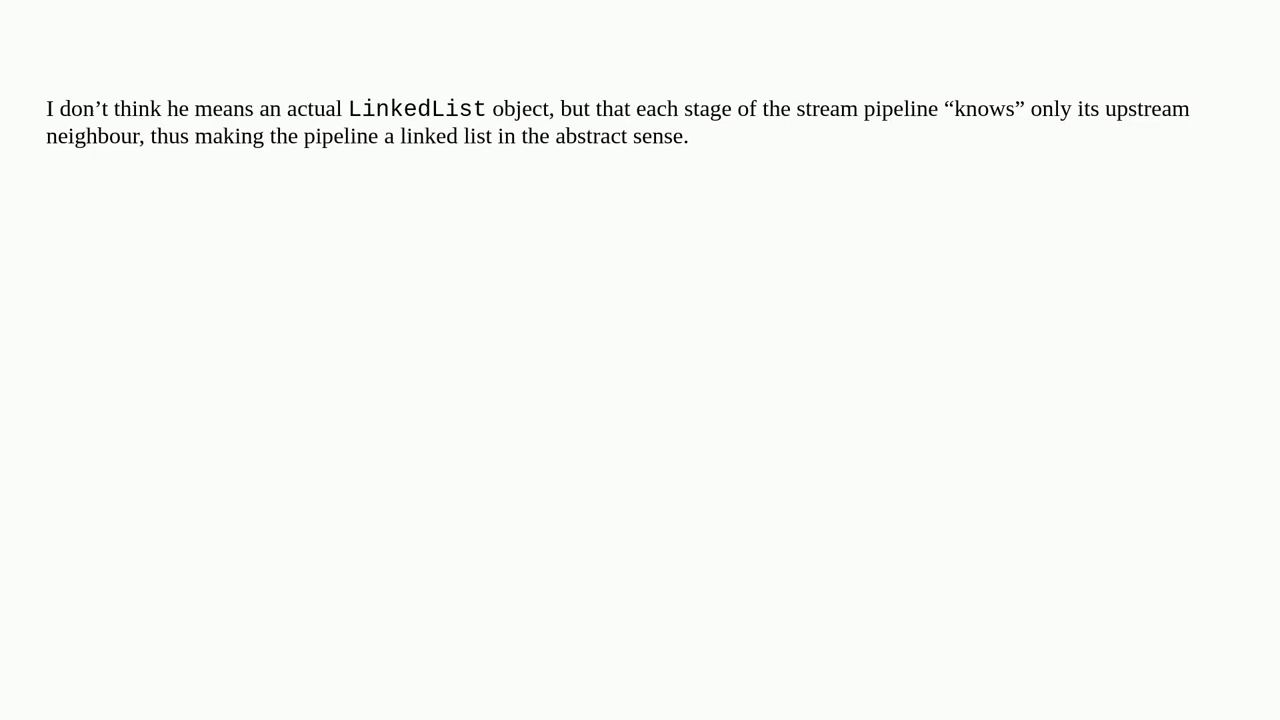 I don’t think he means an actual LinkedList object, but that each stage of the stream pipeline “knows” only its upstream
neighbour, thus making the pipeline a linked list in the abstract sense.